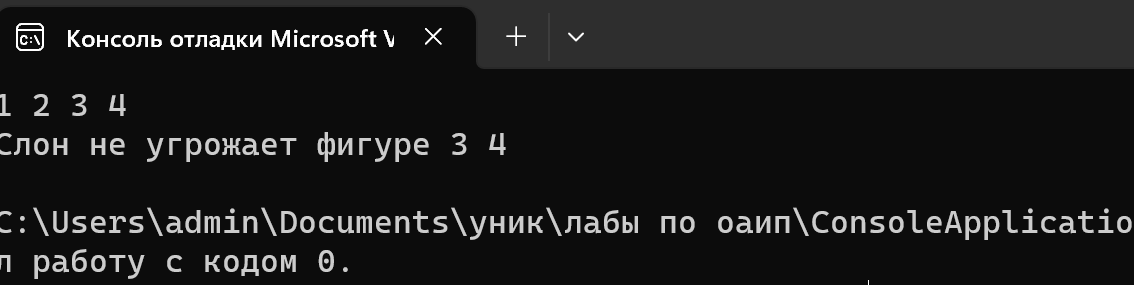 Консоль отладки Microsoft V
1 2 3 4
Слон не угрожает фигуре 3 4
C:\Users\admin\Documents\уник\лабы по оаип\ConsoleApplicatio
л работу с кодом 0.